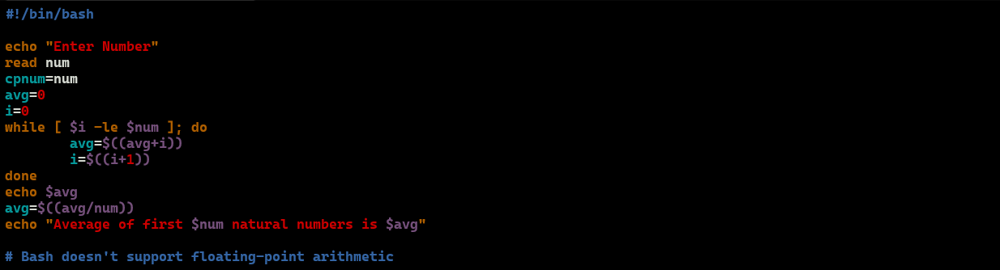 #!/bin/bash
echo "Enter Number"
read num
cpnum=num
avg=0
i=0
while [ $i -le $num ]; do
        avg=$((avg+i))
        i=$((i+1))
done
echo $avg
avg=$((avg/num))
echo "Average of first $num natural numbers is $avg"
# Bash doesn't support floating-point arithmetic